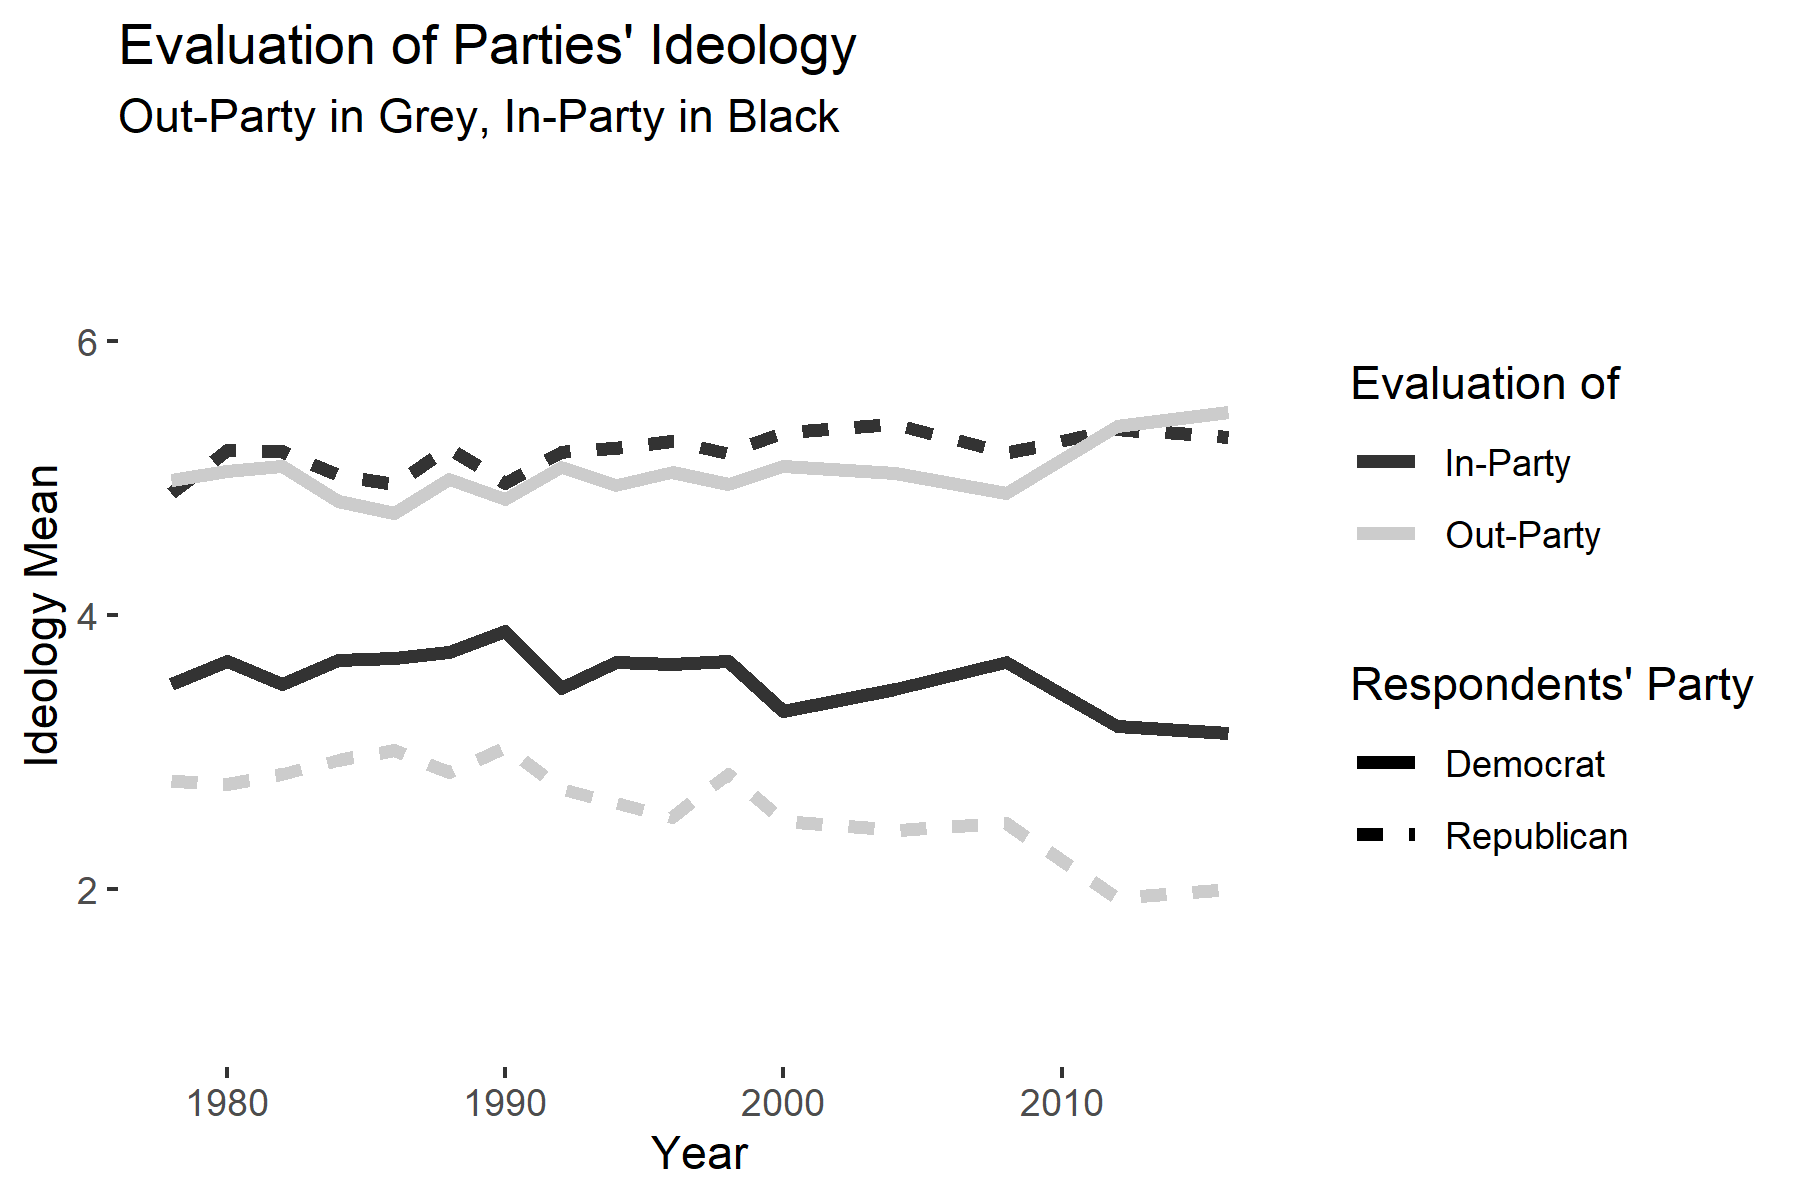 Evaluation of Parties' Ideology
Out-Party in Grey, In-Party in Black
Ideology Mean
6
4
2
1980
1990
2000
2010
Year
Evaluation of
In-Party
Out-Party
Respondents' Party
Democrat
Republican